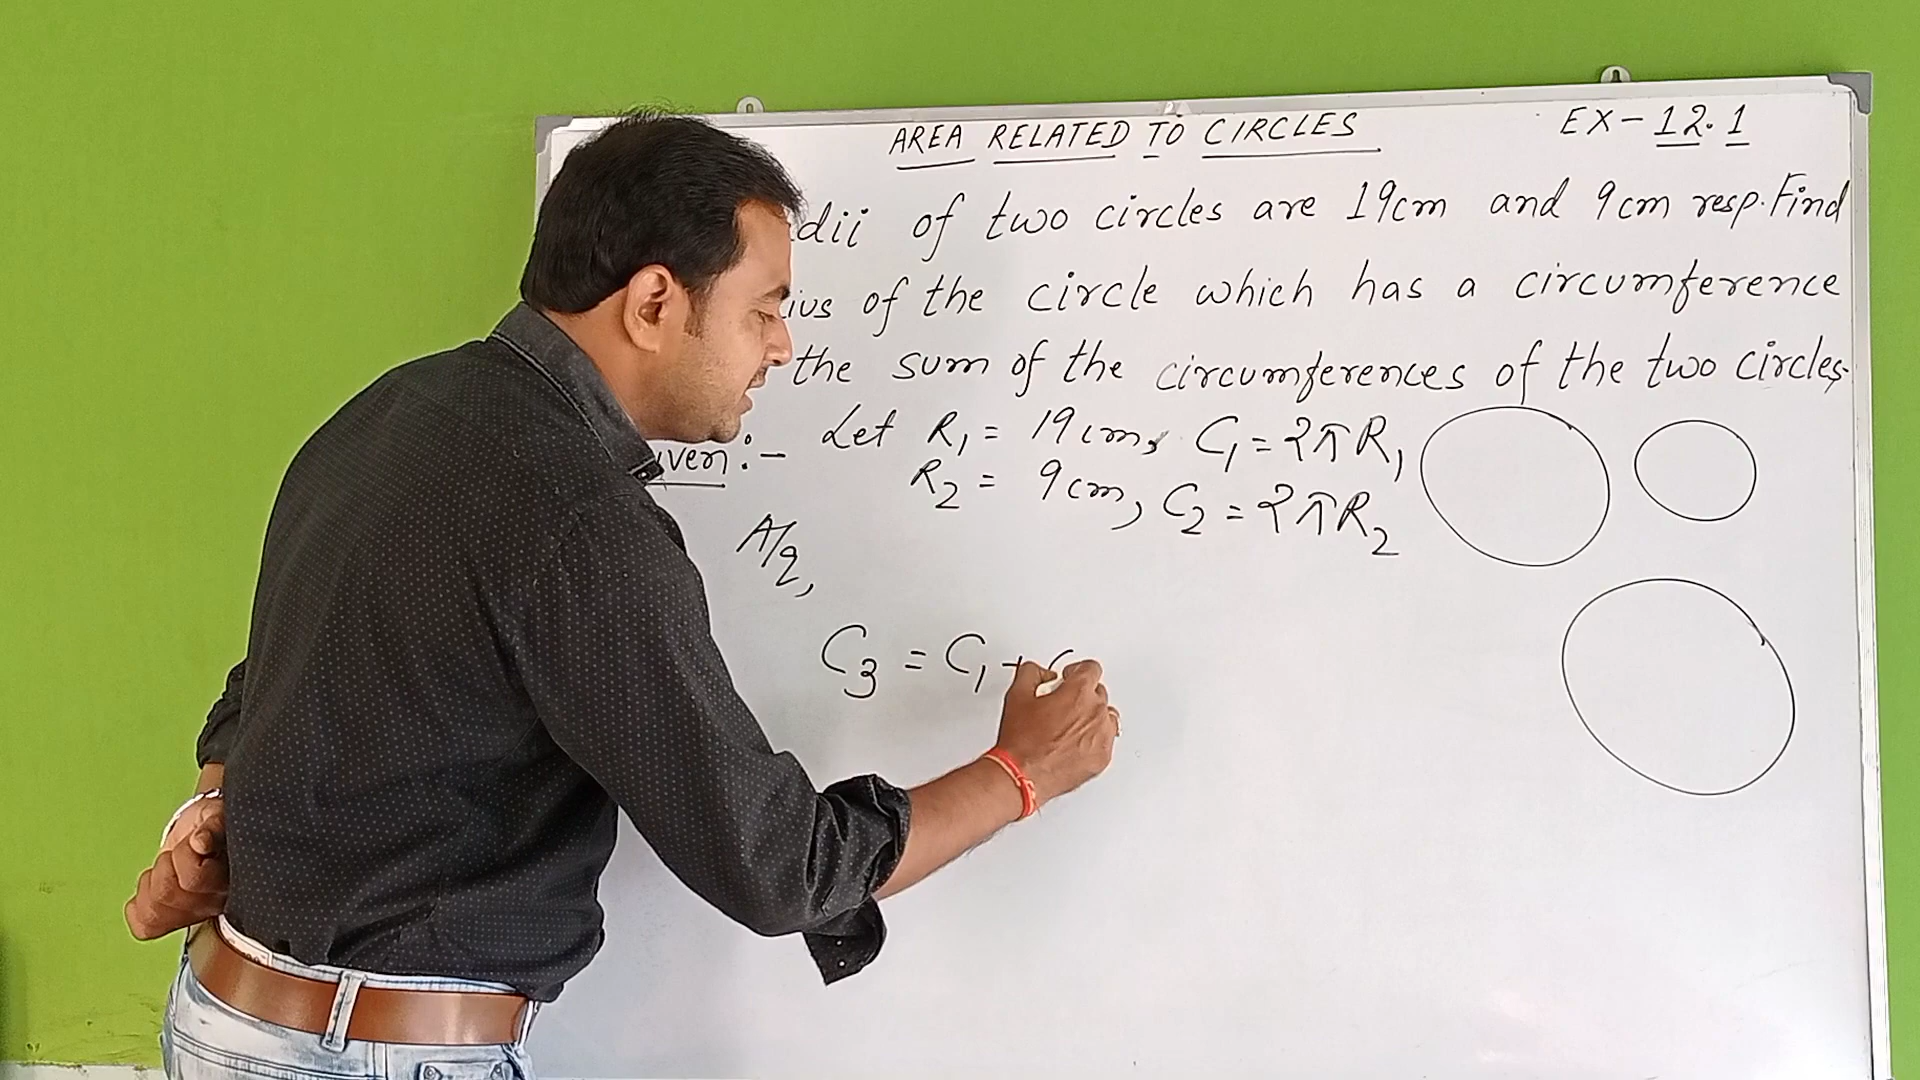 AREA RELATED TO CIRCLES
EX-12.1
dii of two circles are 19cm and 9cm resp. Find
ius of the circle which has a circumference
the sum of the circumferences of the two circles.
iven :- Let R₁ = 19cm, C₁ = 2πR₁
R₂ = 9cm, C₂ = 2πR₂
A/q,
C₃ = C₁ + C